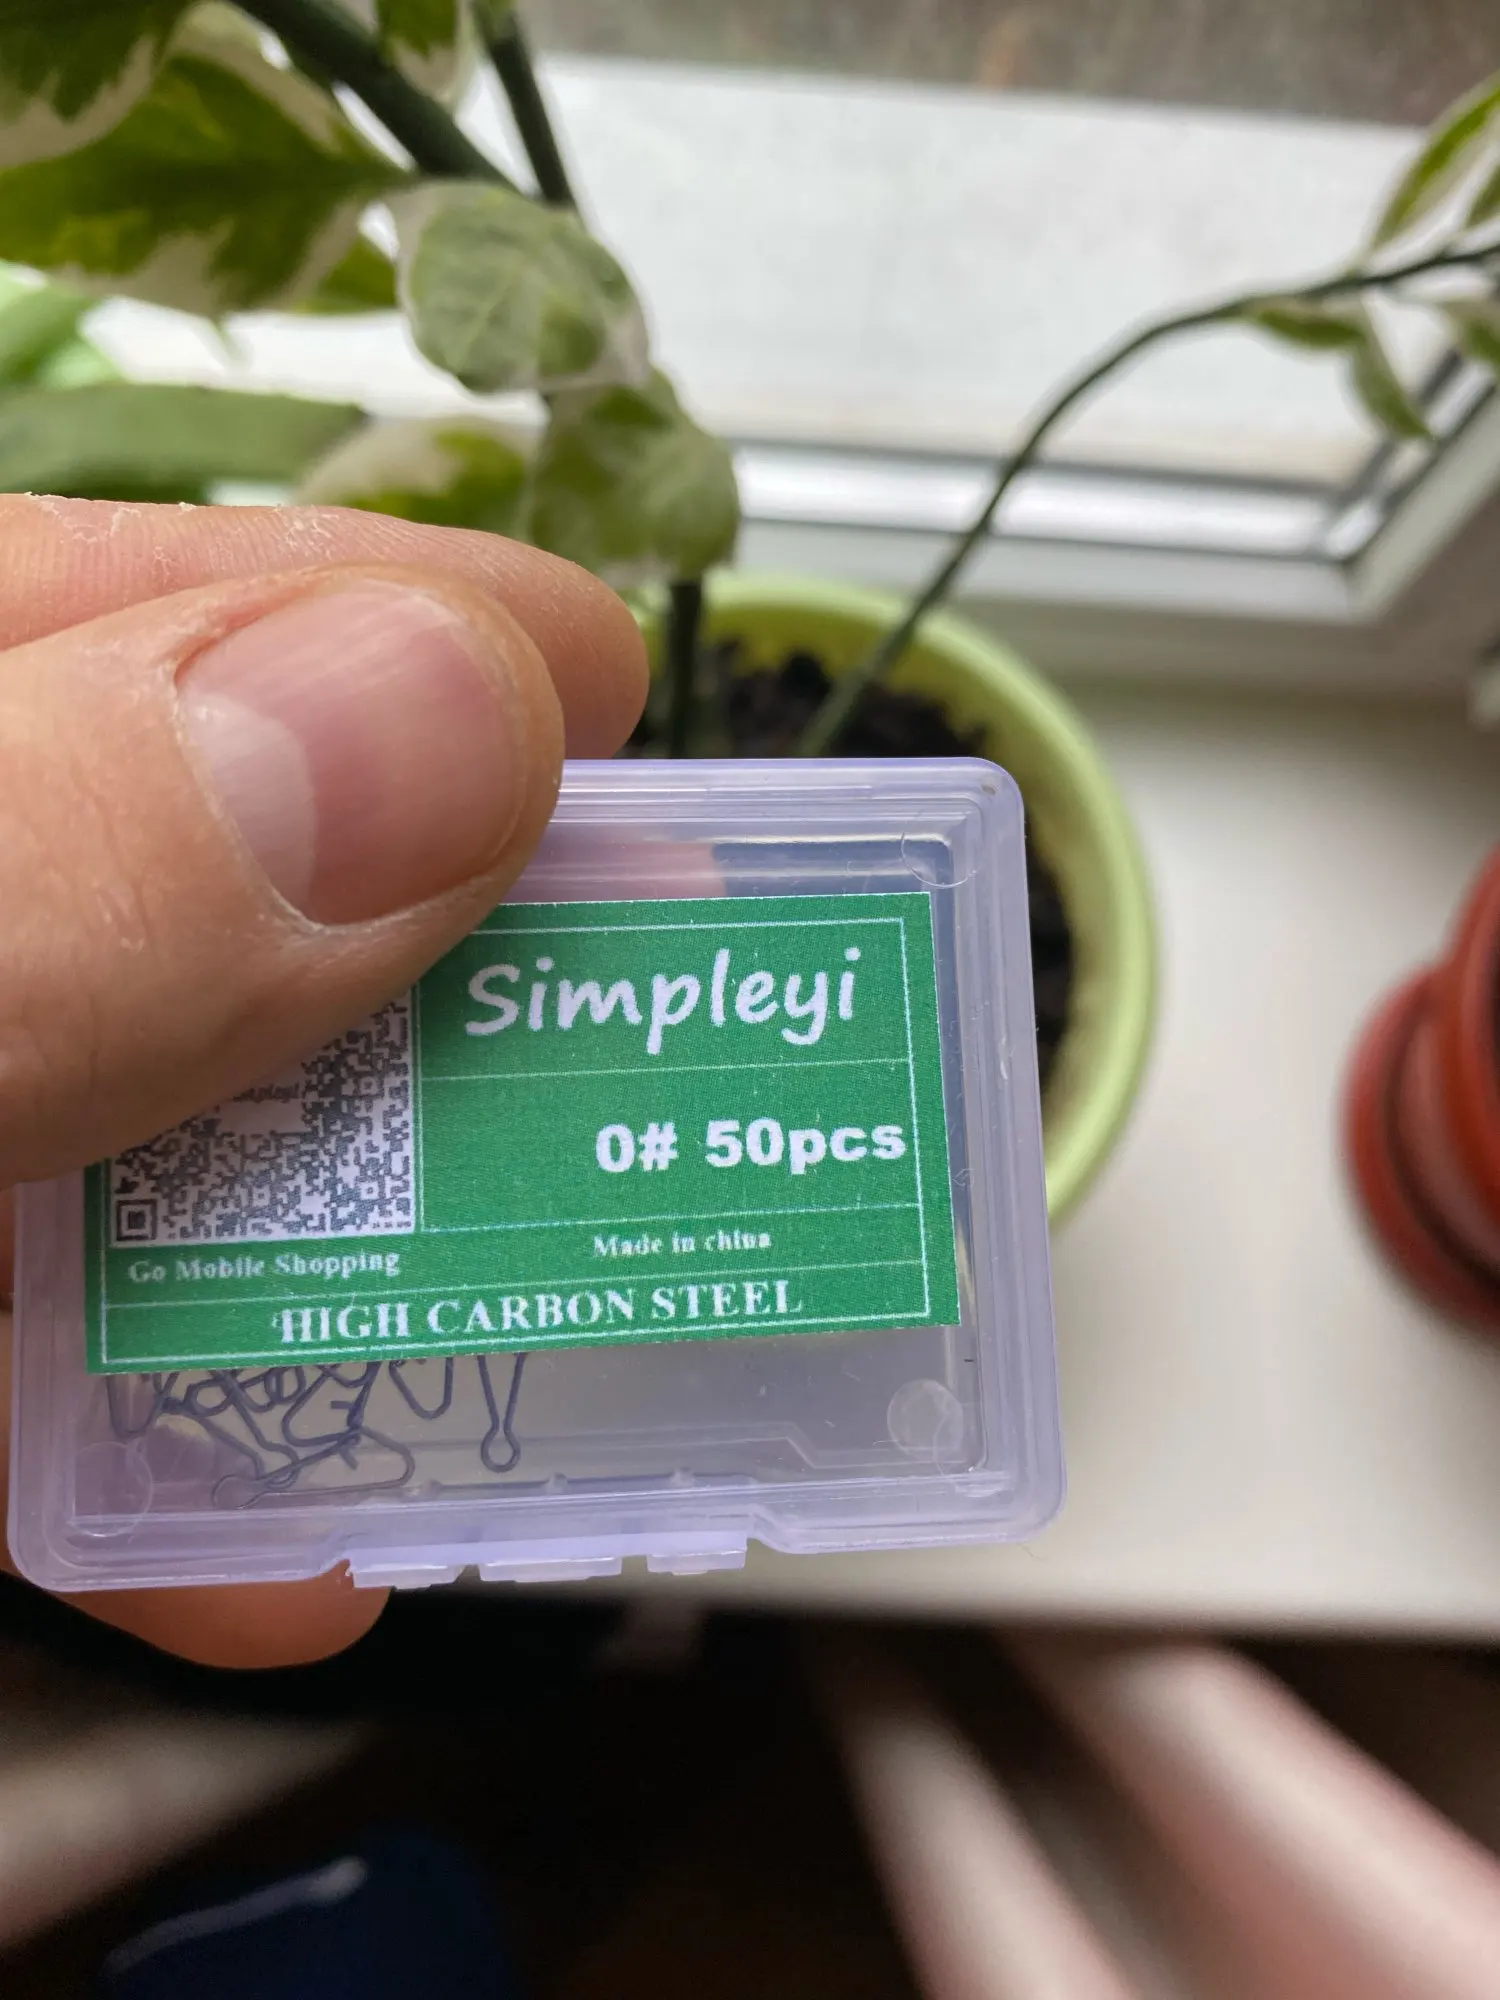 Simpleyi
0# 50pcs
Made in china
Go Mobile Shopping
HIGH CARBON STEEL